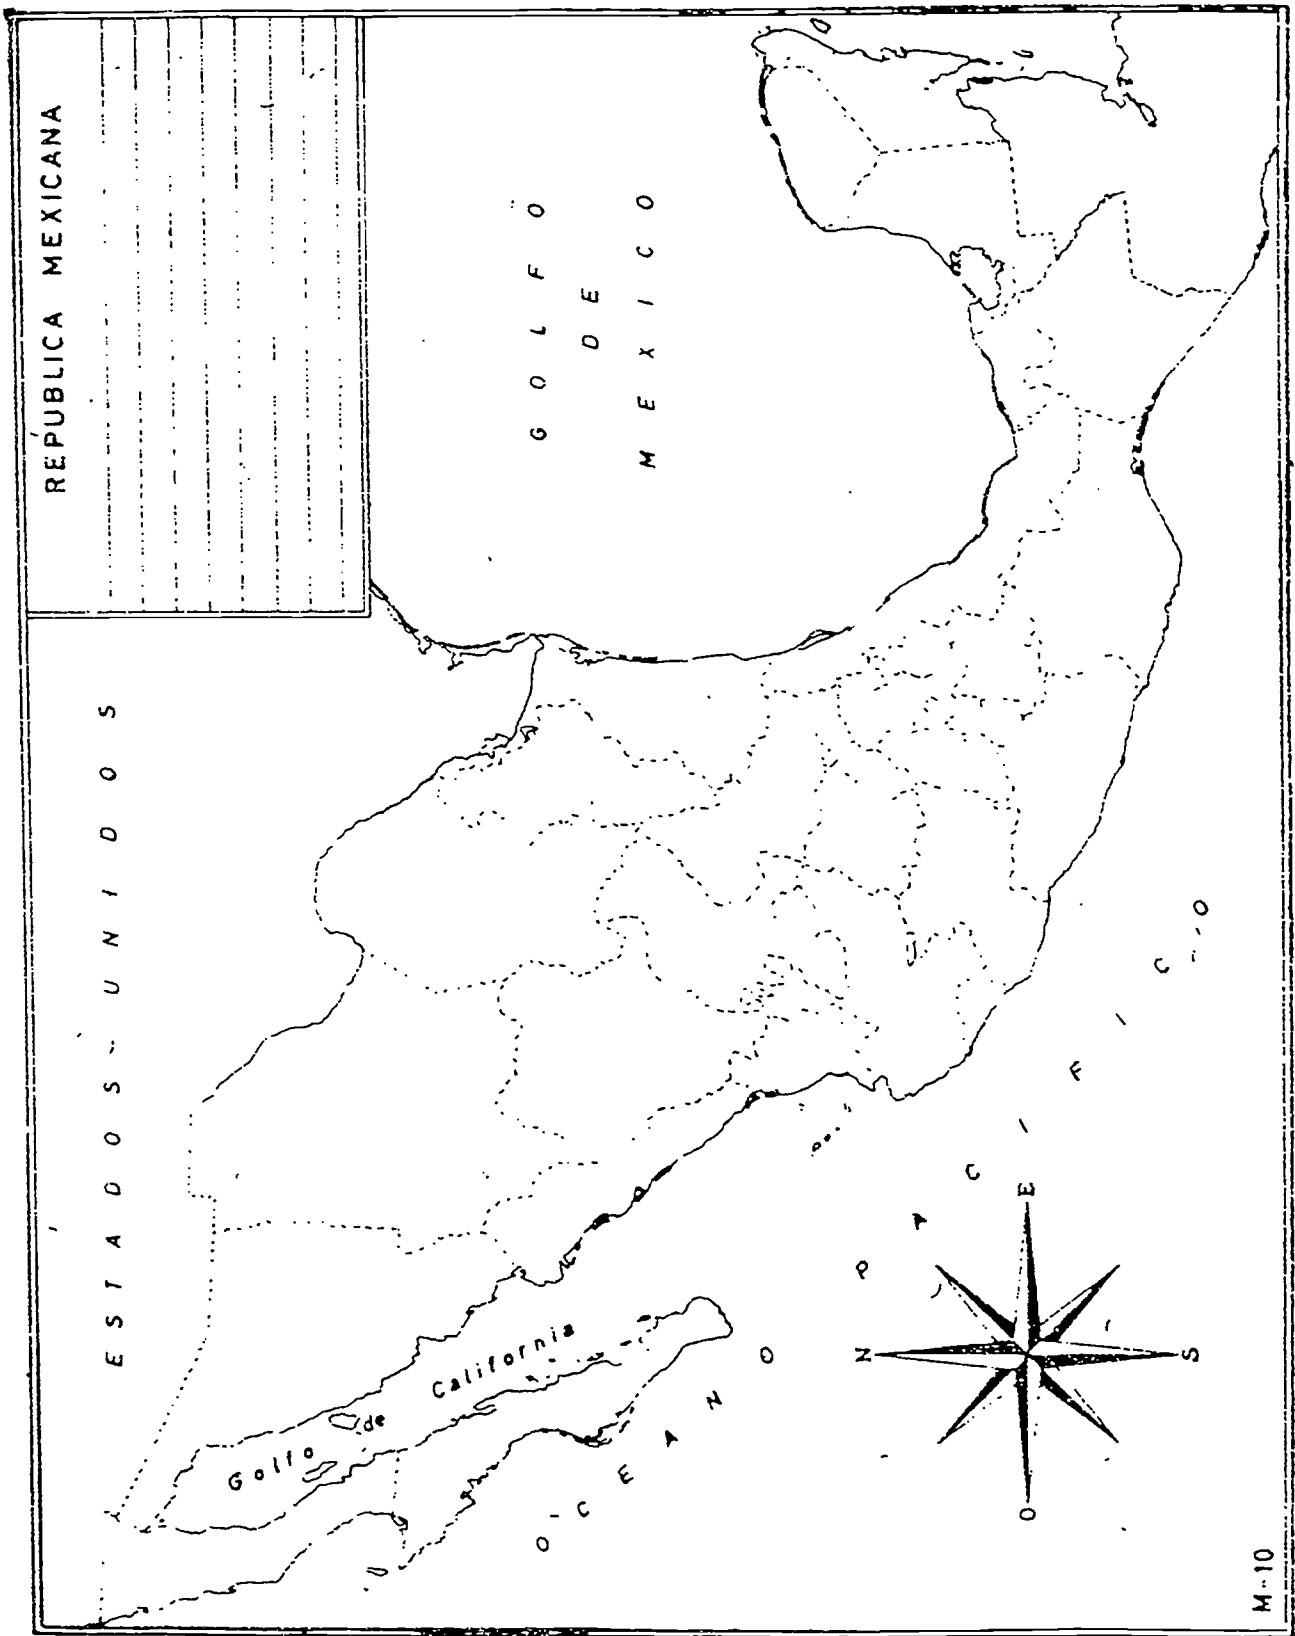 REPUBLICA MEXICANA
ESTADOS UNIDOS
GOLFO
DE
MEXICO
Golfo de California
OCEANO PACIFICO
N
O
E
S
M-10